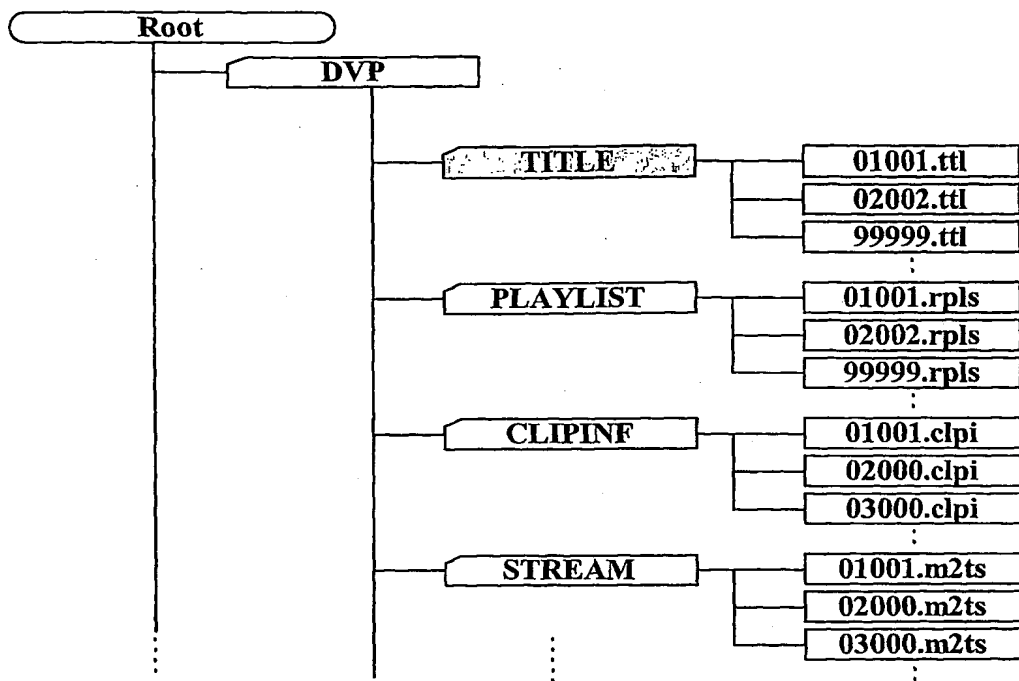 Root
DVP
TITLE
01001.ttl
02002.ttl
99999.ttl
PLAYLIST
01001.rpls
02002.rpls
99999.rpls
CLIPINF
01001.clpi
02000.clpi
03000.clpi
STREAM
01001.m2ts
02000.m2ts
03000.m2ts